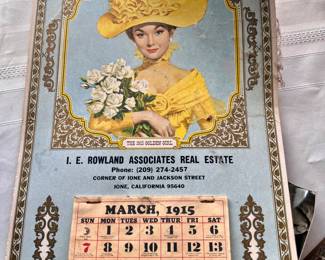 THE 1915 GOLDEN GIRL
I. E. ROWLAND ASSOCIATES REAL ESTATE
Phone: (209) 274-2457
CORNER OF IONE AND JACKSON STREET
IONE, CALIFORNIA 95640
MARCH, 1915
SUN MON TUE WED THU FRI SAT
1 2 3 4 5 6
7 8 9 10 11 12 13